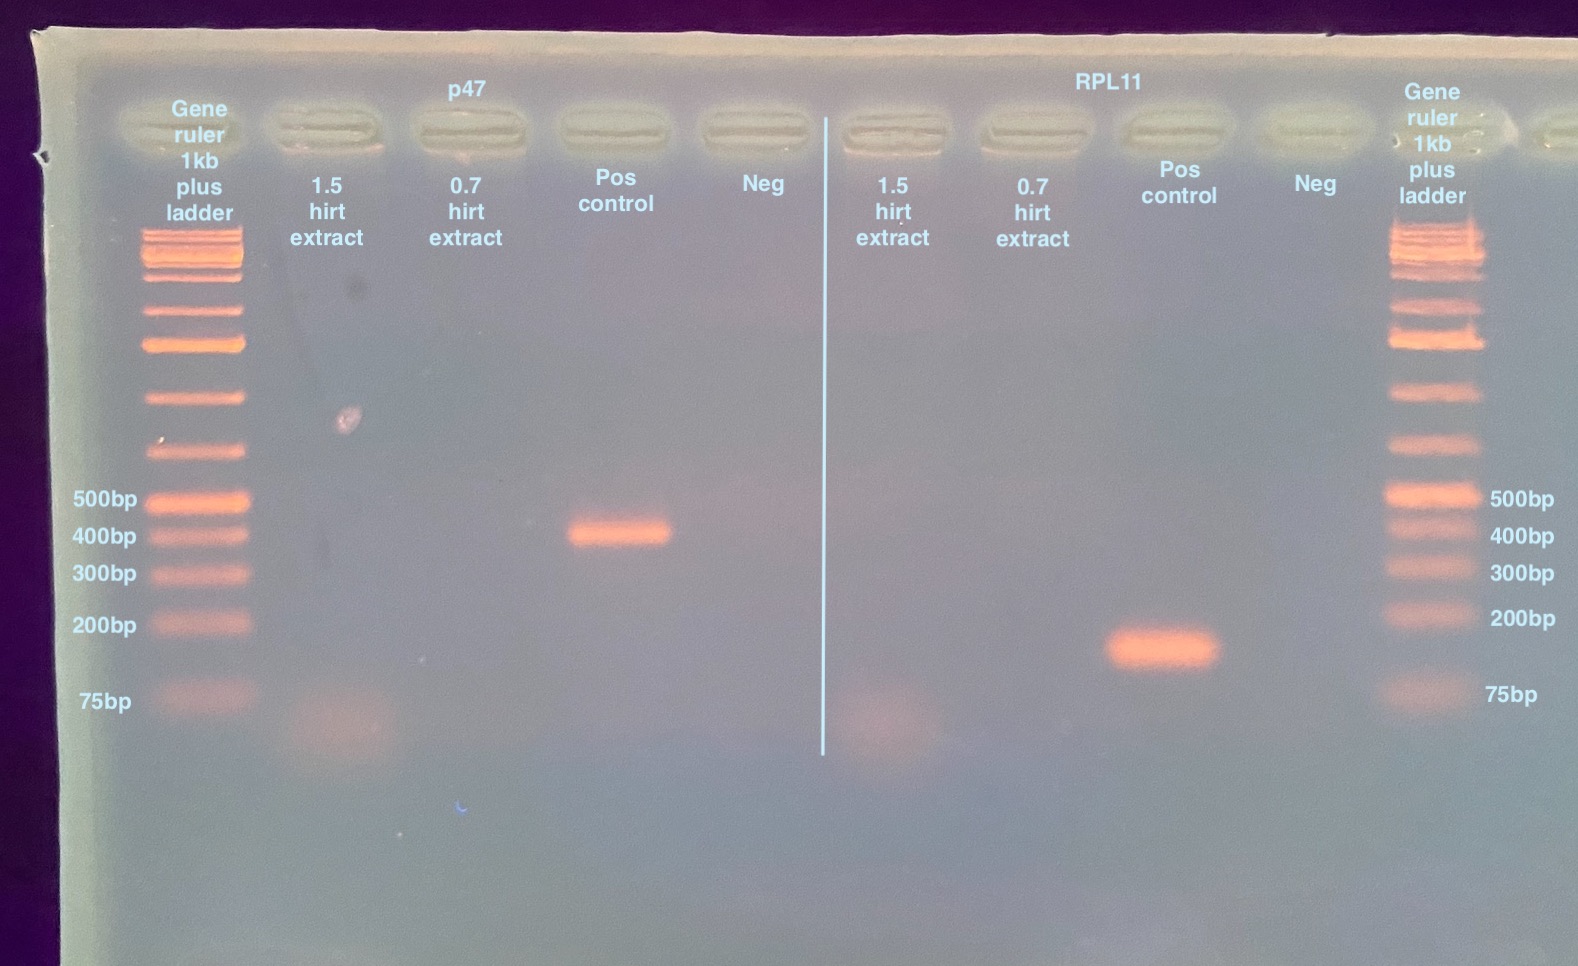 p47
RPL11
Gene
ruler
1kb
plus
ladder
1.5
hirt
extract
0.7
hirt
extract
Pos
control
Neg
1.5
hirt
extract
0.7
hirt
extract
Pos
control
Neg
Gene
ruler
1kb
plus
ladder
500bp
400bp
300bp
200bp
75bp
500bp
400bp
300bp
200bp
75bp